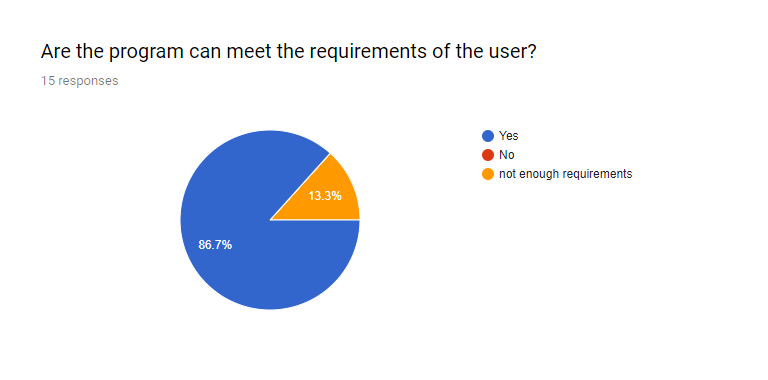 Are the program can meet the requirements of the user?
15 responses
Yes
No
not enough requirements
13.3%
86.7%